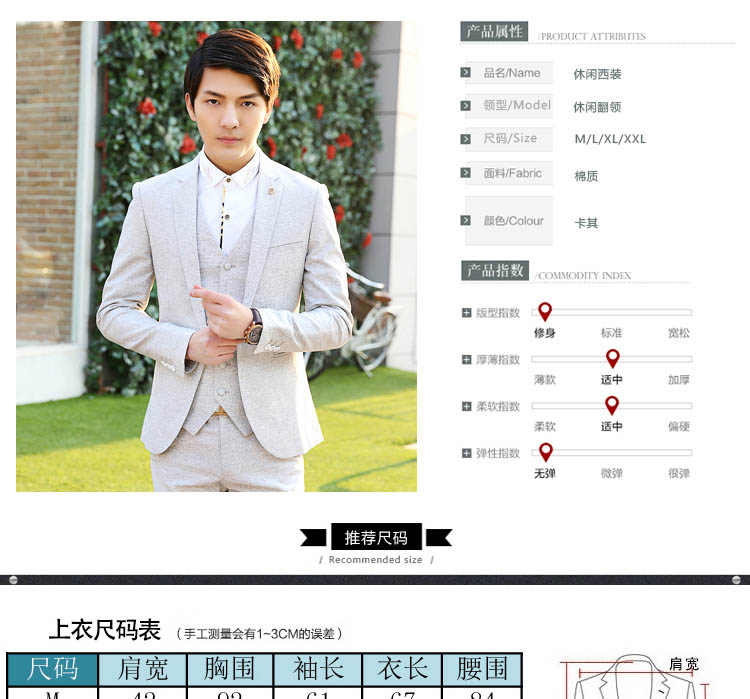 产品属性 /PRODUCT ATTRIBUTES
品名/Name 休闲西装
领型/Model 休闲翻领
尺码/Size M/L/XL/XXL
面料/Fabric 棉质
颜色/Colour 卡其
产品指数 /COMMODITY INDEX
版型指数
修身 标准 宽松
厚薄指数
薄款 适中 加厚
柔软指数
柔软 适中 偏硬
弹性指数
无弹 微弹 很弹
推荐尺码
/ Recommended size /
上衣尺码表 (手工测量会有1~3CM的误差)
肩宽
尺码 肩宽 胸围 袖长 衣长 腰围
M 42 92 61 67 84